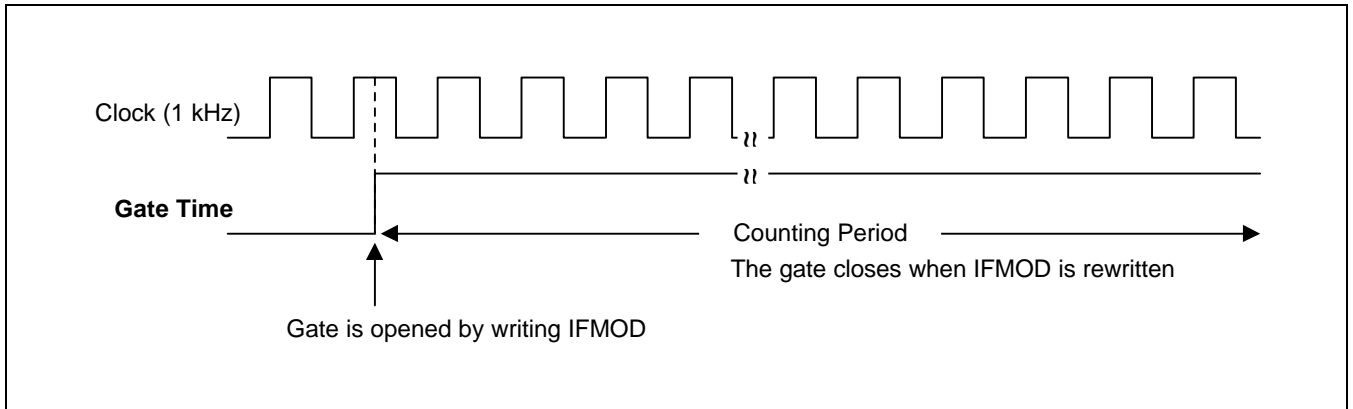 Clock (1 kHz)
Gate Time
Counting Period
The gate closes when IFMOD is rewritten
Gate is opened by writing IFMOD